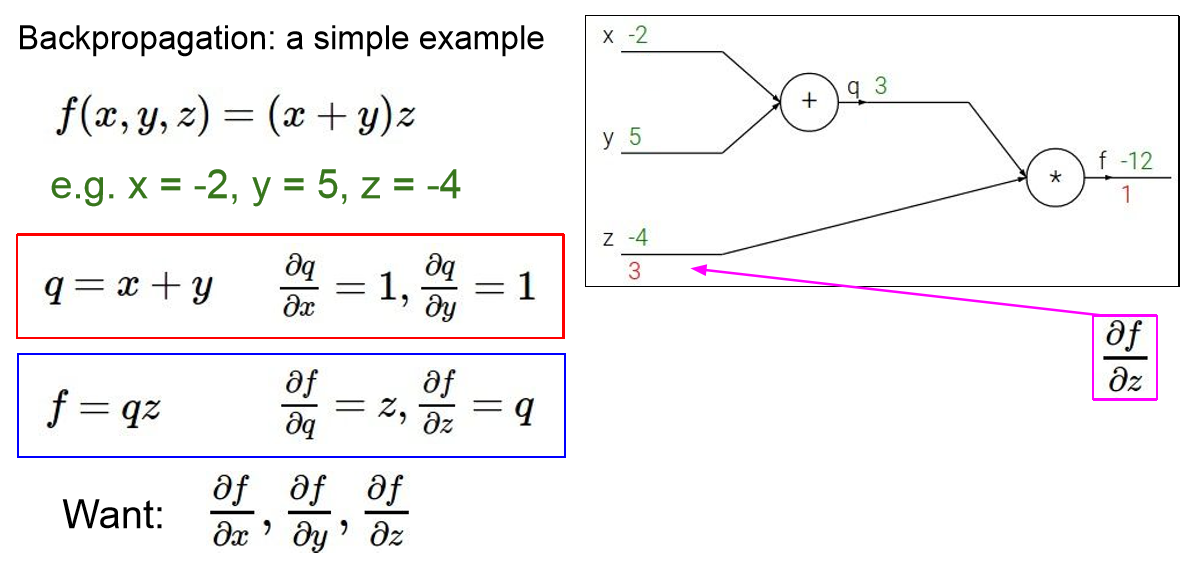 Backpropagation: a simple example
f(x, y, z) = (x + y)z
e.g. x = -2, y = 5, z = -4
q = x + y  ∂q/∂x = 1, ∂q/∂y = 1
f = qz  ∂f/∂q = z, ∂f/∂z = q
Want: ∂f/∂x, ∂f/∂y, ∂f/∂z
x -2
+
q 3
y 5
*
f -12
1
z -4
3
∂f/∂z